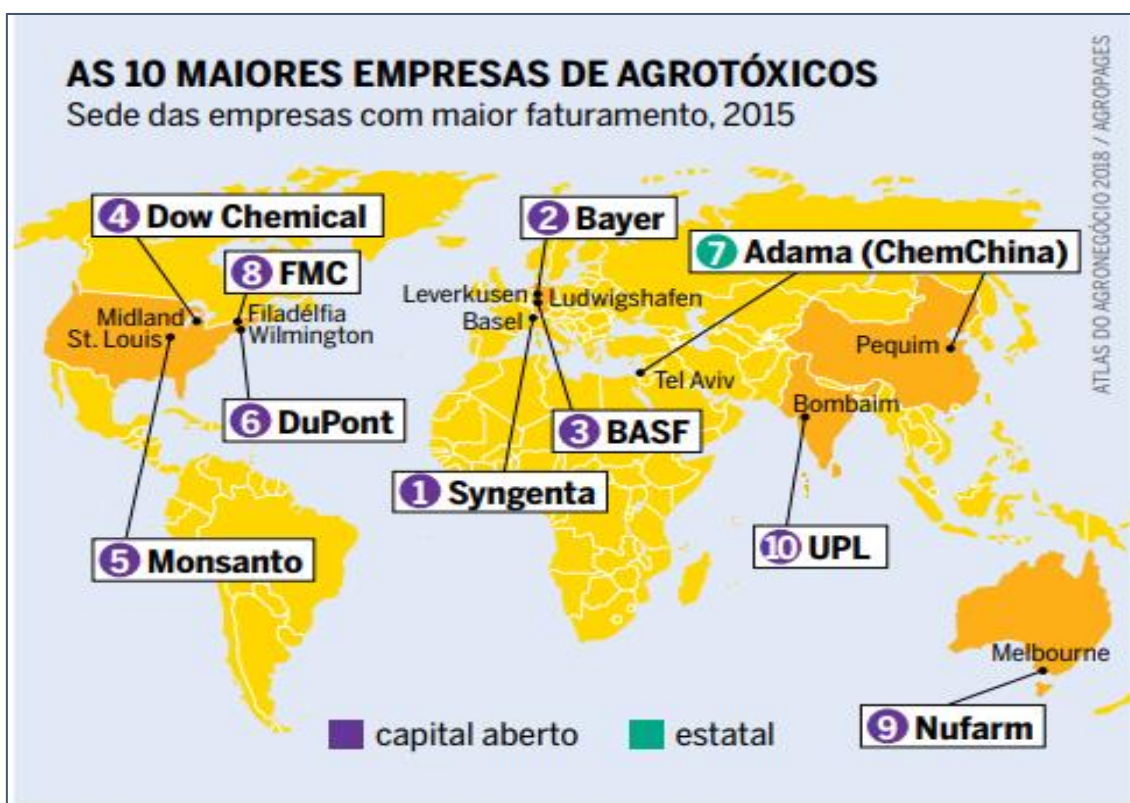 AS 10 MAIORES EMPRESAS DE AGROTÓXICOS
Sede das empresas com maior faturamento, 2015
ATLAS DO AGRONEGÓCIO 2018 / AGROPAGES
4 Dow Chemical
2 Bayer
7 Adama (ChemChina)
8 FMC
Leverkusen
Ludwigshafen
Midland
Filadélfia
Basel
St. Louis
Wilmington
Pequim
Tel Aviv
Bombaim
6 DuPont
3 BASF
1 Syngenta
10 UPL
5 Monsanto
Melbourne
capital aberto
estatal
9 Nufarm